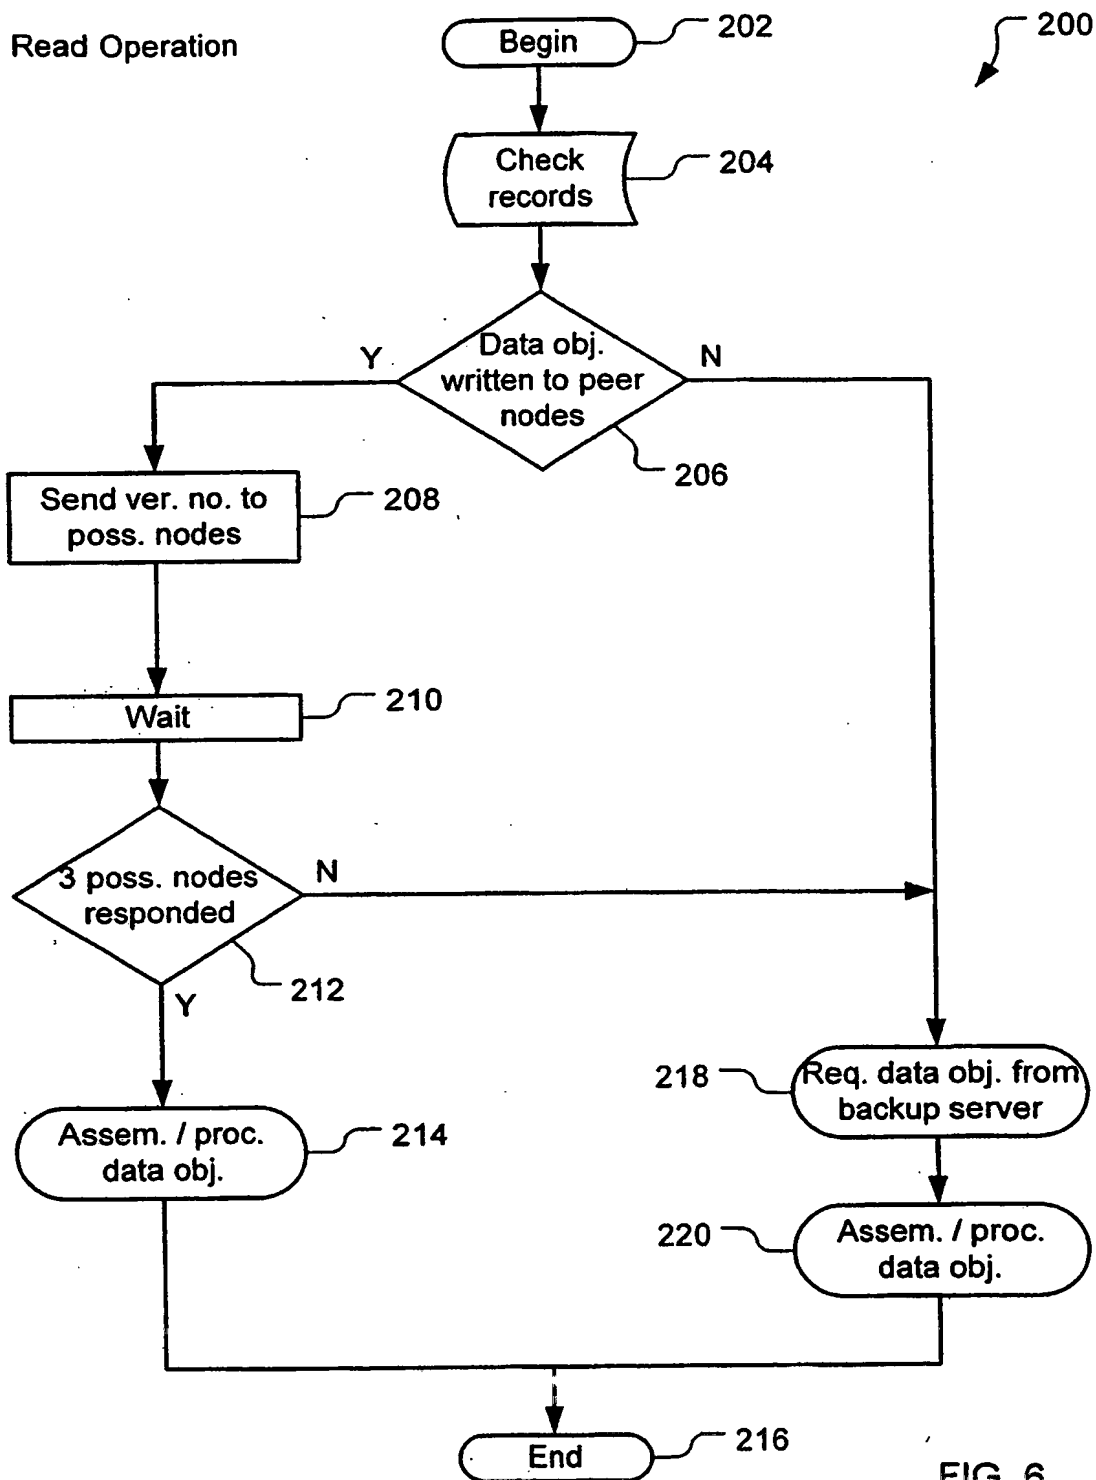 Read Operation
Begin
202
200
Check
records
204
Data obj.
written to peer
nodes
Y
N
206
Send ver. no. to
poss. nodes
208
Wait
210
3 poss. nodes
responded
N
212
Y
Assem. / proc.
data obj.
214
218
Req. data obj. from
backup server
220
Assem. / proc.
data obj.
End
216
FIG. 6